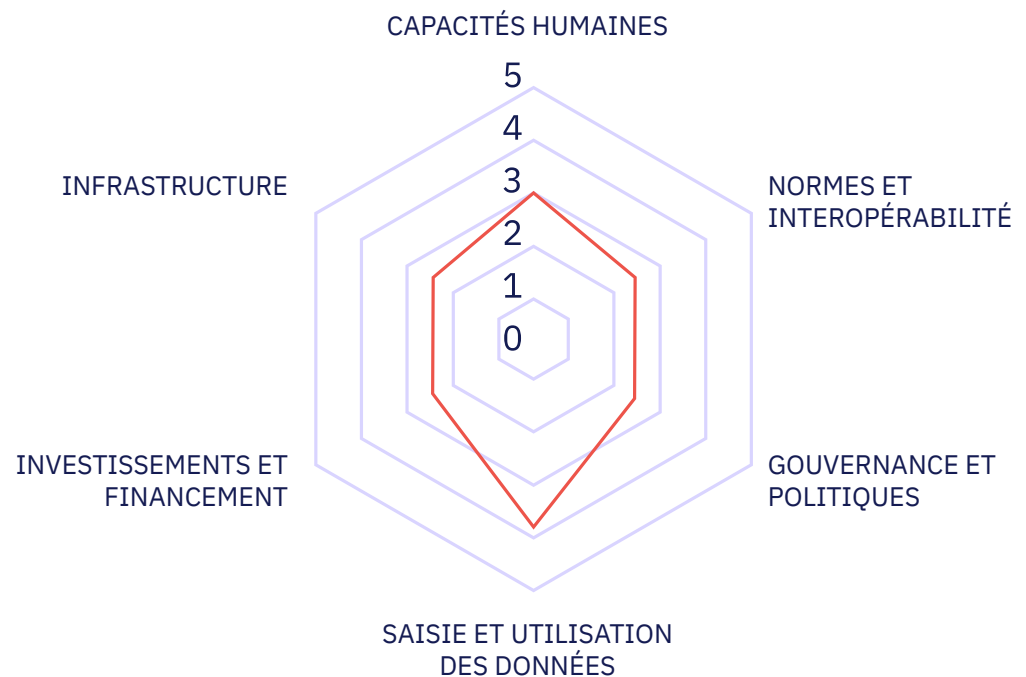 CAPACITÉS HUMAINES
5
4
3
2
1
0
INFRASTRUCTURE
NORMES ET
INTEROPÉRABILITÉ
INVESTISSEMENTS ET
FINANCEMENT
GOUVERNANCE ET
POLITIQUES
SAISIE ET UTILISATION
DES DONNÉES